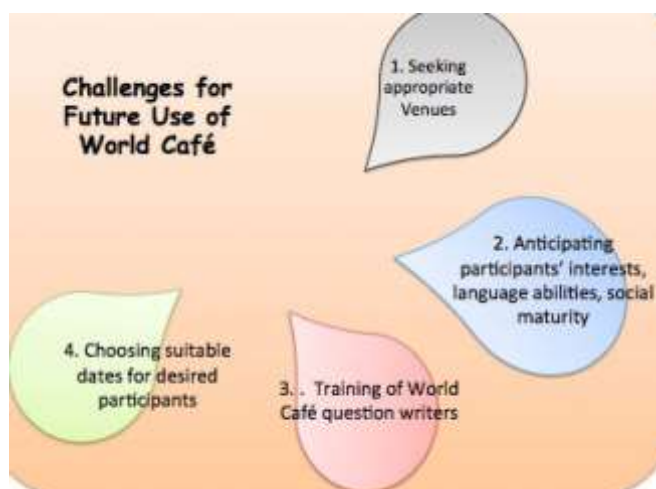 Challenges for
Future Use of
World Café
1. Seeking
appropriate
Venues
2. Anticipating
participants' interests,
language abilities, social
maturity
3. . Training of World
Café question writers
4. Choosing suitable
dates for desired
participants